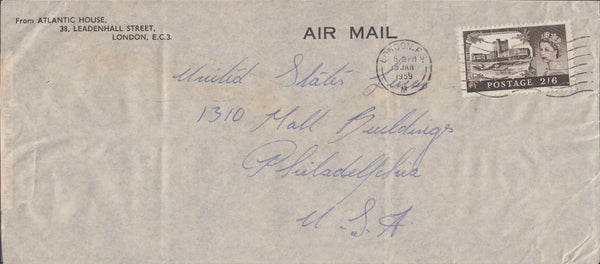 From ATLANTIC HOUSE,
38, LEADENHALL STREET,
LONDON, E.C.3.
AIR MAIL
LONDON. F.S.
15 JAN
1959
POSTAGE 2/6
United States Lines
1310 Mall Buildings
Philadelphia
U. S. A.